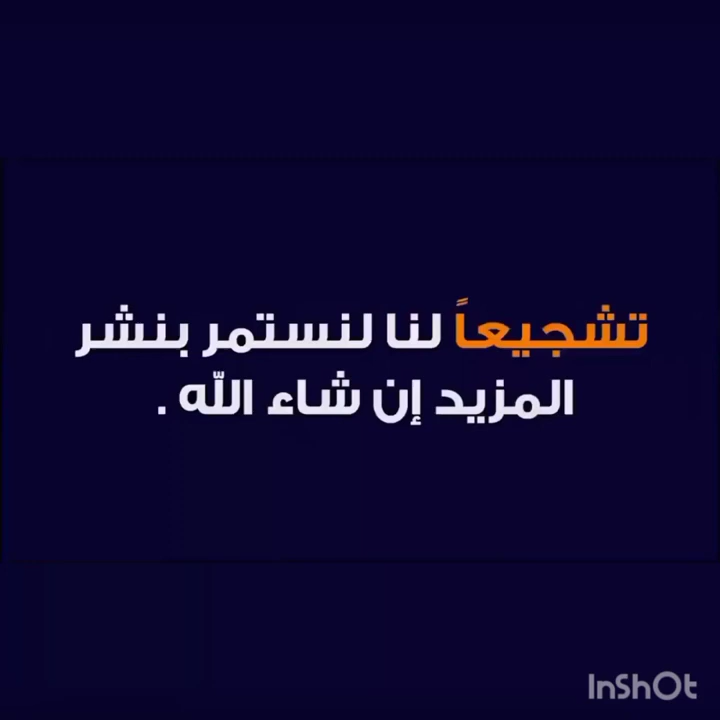 تشجيعاً لنا لنستمر بنشر
المزيد إن شاء الله .
InShOt